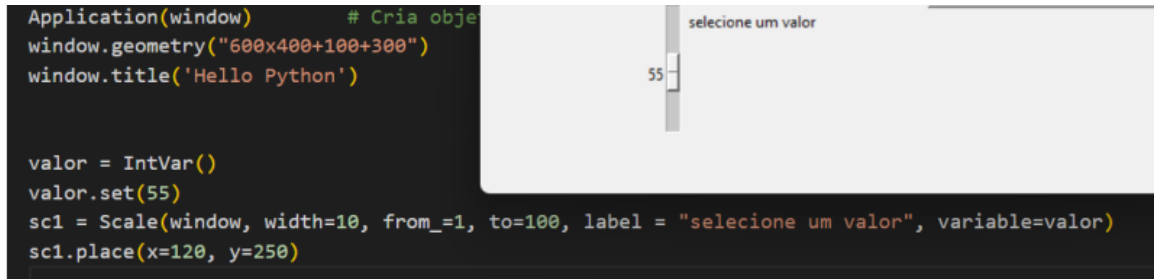 Application(window)        # Cria obje
window.geometry("600x400+100+300")
window.title('Hello Python')
valor = IntVar()
valor.set(55)
sc1 = Scale(window, width=10, from_=1, to=100, label = "selecione um valor", variable=valor)
sc1.place(x=120, y=250)
selecione um valor
55